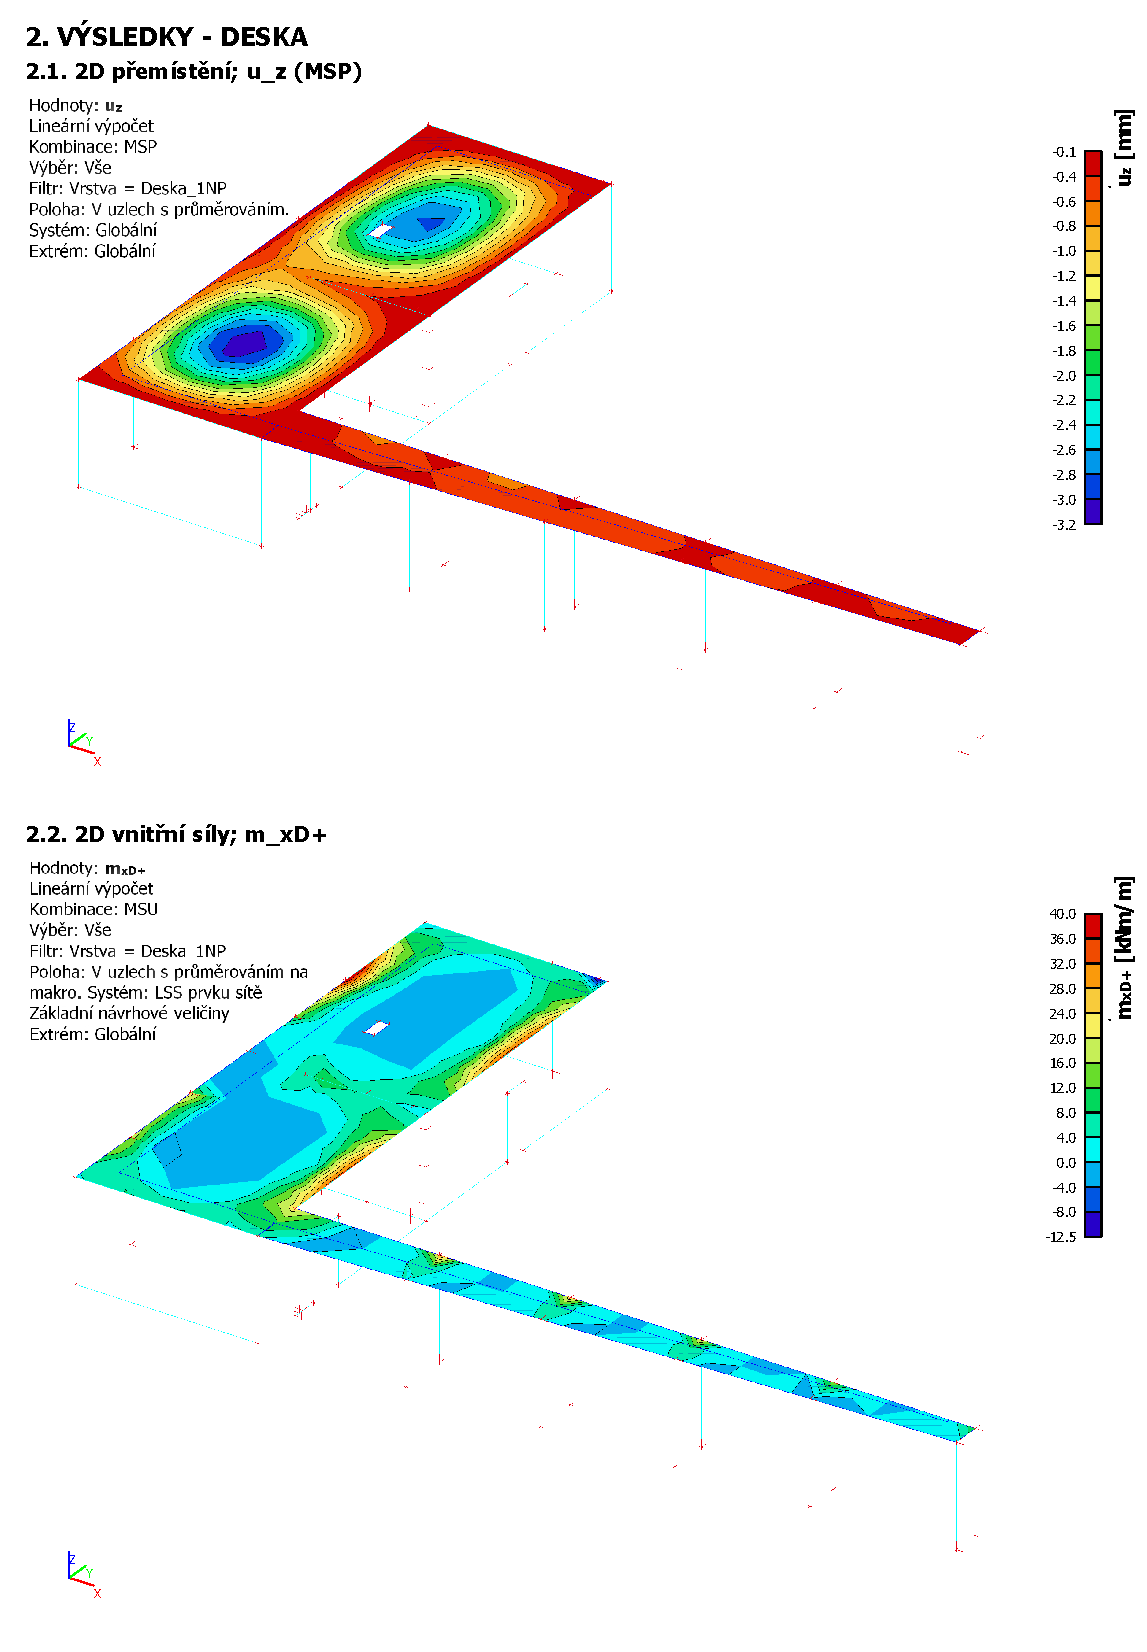 2. VÝSLEDKY - DESKA
2.1. 2D přemístění; u_z (MSP)
Hodnoty: uz
Lineární výpočet
Kombinace: MSP
Výběr: Vše
Filtr: Vrstva = Deska_1NP
Poloha: V uzlech s průměrováním.
Systém: Globální
Extrém: Globální
uz [mm]
-0.1
-0.4
-0.6
-0.8
-1.0
-1.2
-1.4
-1.6
-1.8
-2.0
-2.2
-2.4
-2.6
-2.8
-3.0
-3.2
Z
Y
X
2.2. 2D vnitřní síly; m_xD+
Hodnoty: mxD+
Lineární výpočet
Kombinace: MSU
Výběr: Vše
Filtr: Vrstva = Deska_1NP
Poloha: V uzlech s průměrováním na
makro. Systém: LSS prvku sítě
Základní návrhové veličiny
Extrém: Globální
mxD+ [kNm/m]
40.0
36.0
32.0
28.0
24.0
20.0
16.0
12.0
8.0
4.0
0.0
-4.0
-8.0
-12.5
Z
Y
X